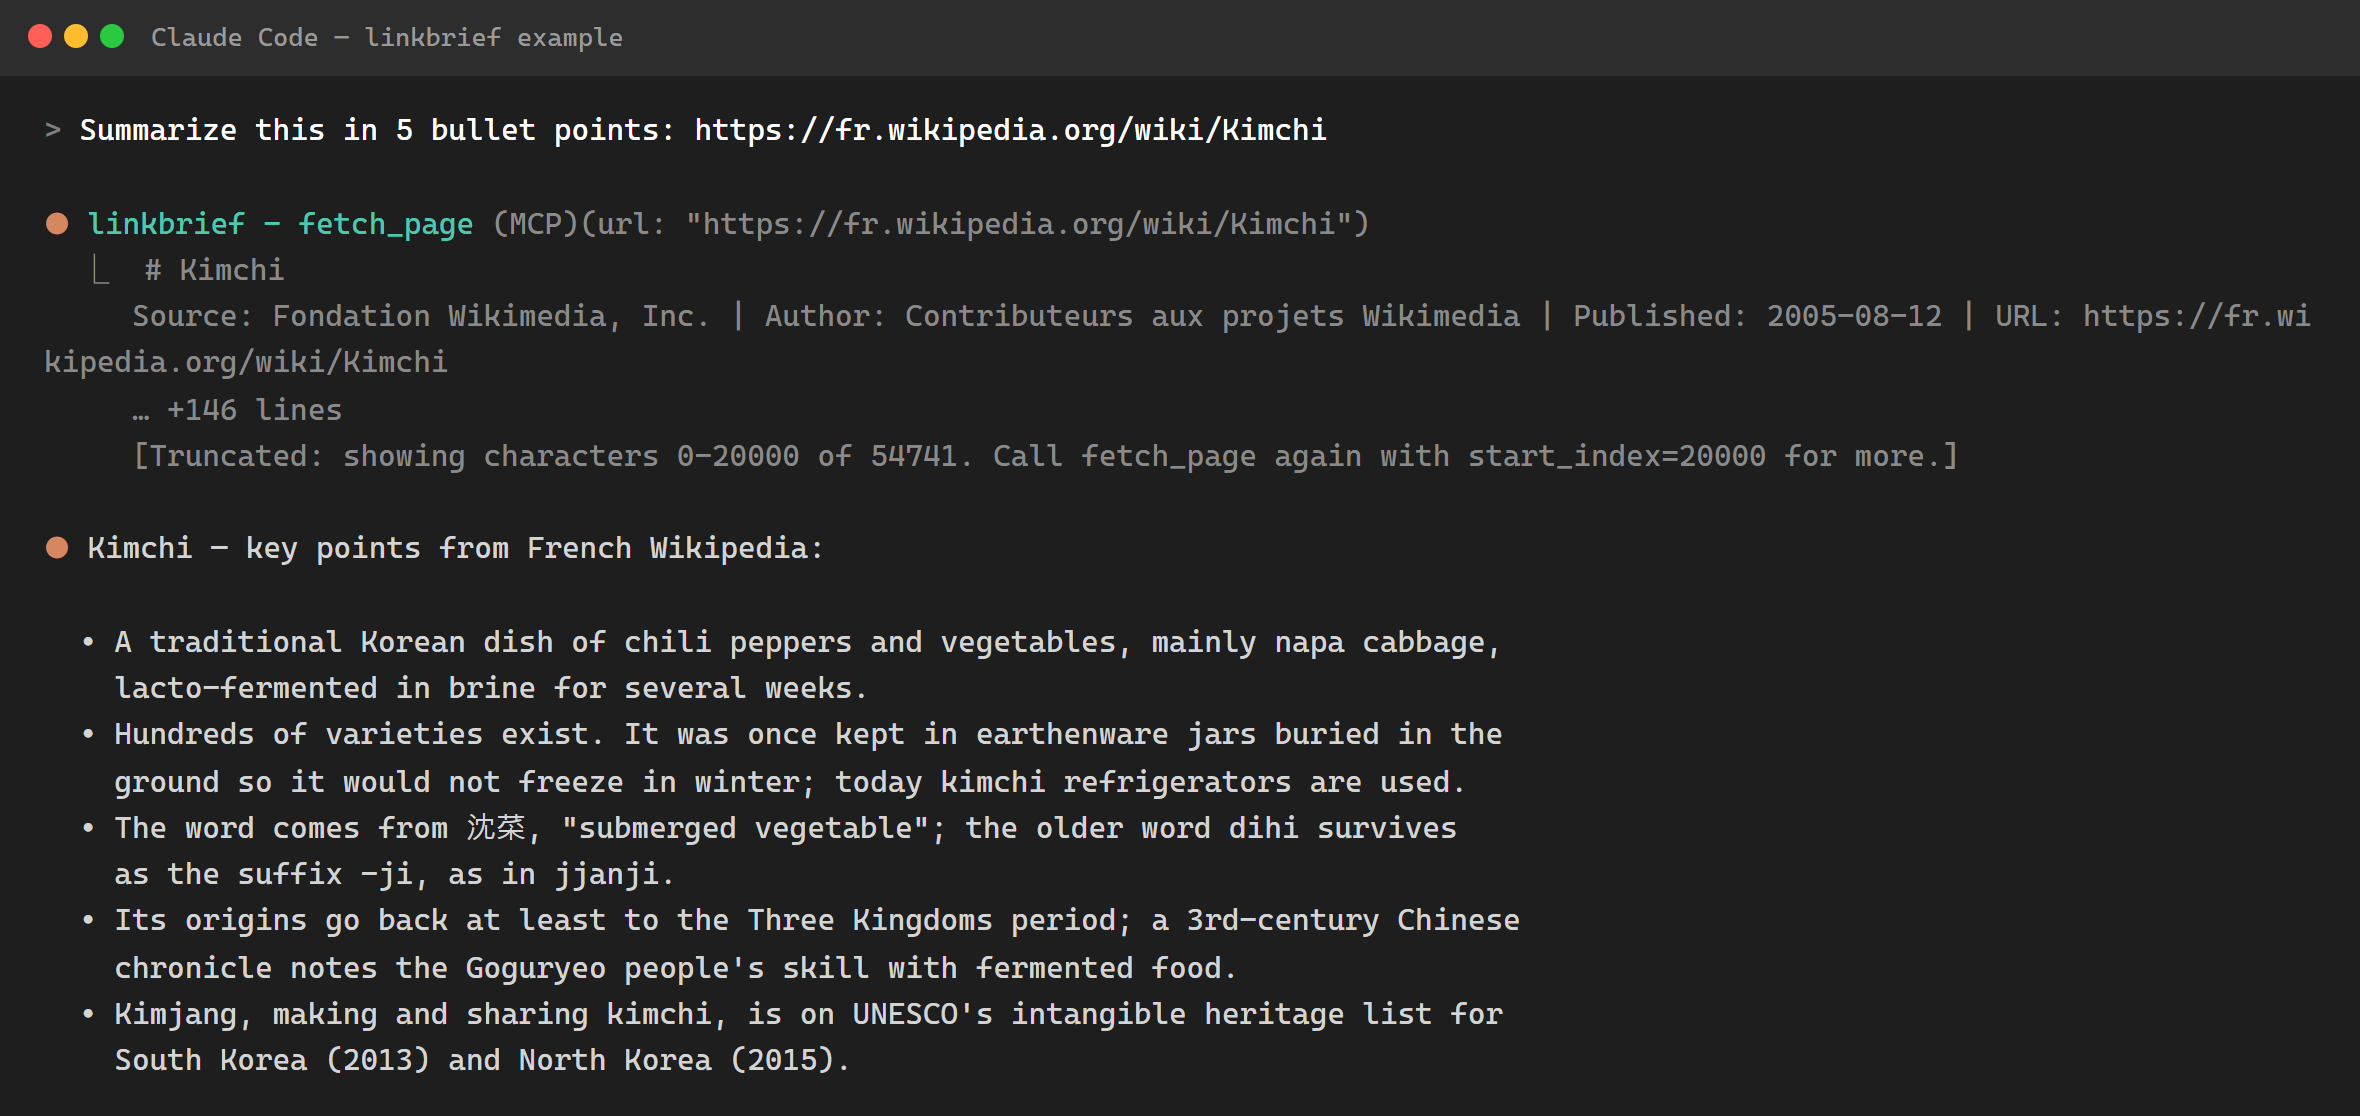 Claude Code — linkbrief example
> Summarize this in 5 bullet points: https://fr.wikipedia.org/wiki/Kimchi
● linkbrief - fetch_page (MCP)(url: "https://fr.wikipedia.org/wiki/Kimchi")
⎿ # Kimchi
Source: Fondation Wikimedia, Inc. | Author: Contributeurs aux projets Wikimedia | Published: 2005-08-12 | URL: https://fr.wi
kipedia.org/wiki/Kimchi
… +146 lines
[Truncated: showing characters 0-20000 of 54741. Call fetch_page again with start_index=20000 for more.]
● Kimchi — key points from French Wikipedia:
• A traditional Korean dish of chili peppers and vegetables, mainly napa cabbage,
lacto-fermented in brine for several weeks.
• Hundreds of varieties exist. It was once kept in earthenware jars buried in the
ground so it would not freeze in winter; today kimchi refrigerators are used.
• The word comes from 沈菜, "submerged vegetable"; the older word dihi survives
as the suffix -ji, as in jjanji.
• Its origins go back at least to the Three Kingdoms period; a 3rd-century Chinese
chronicle notes the Goguryeo people's skill with fermented food.
• Kimjang, making and sharing kimchi, is on UNESCO's intangible heritage list for
South Korea (2013) and North Korea (2015).